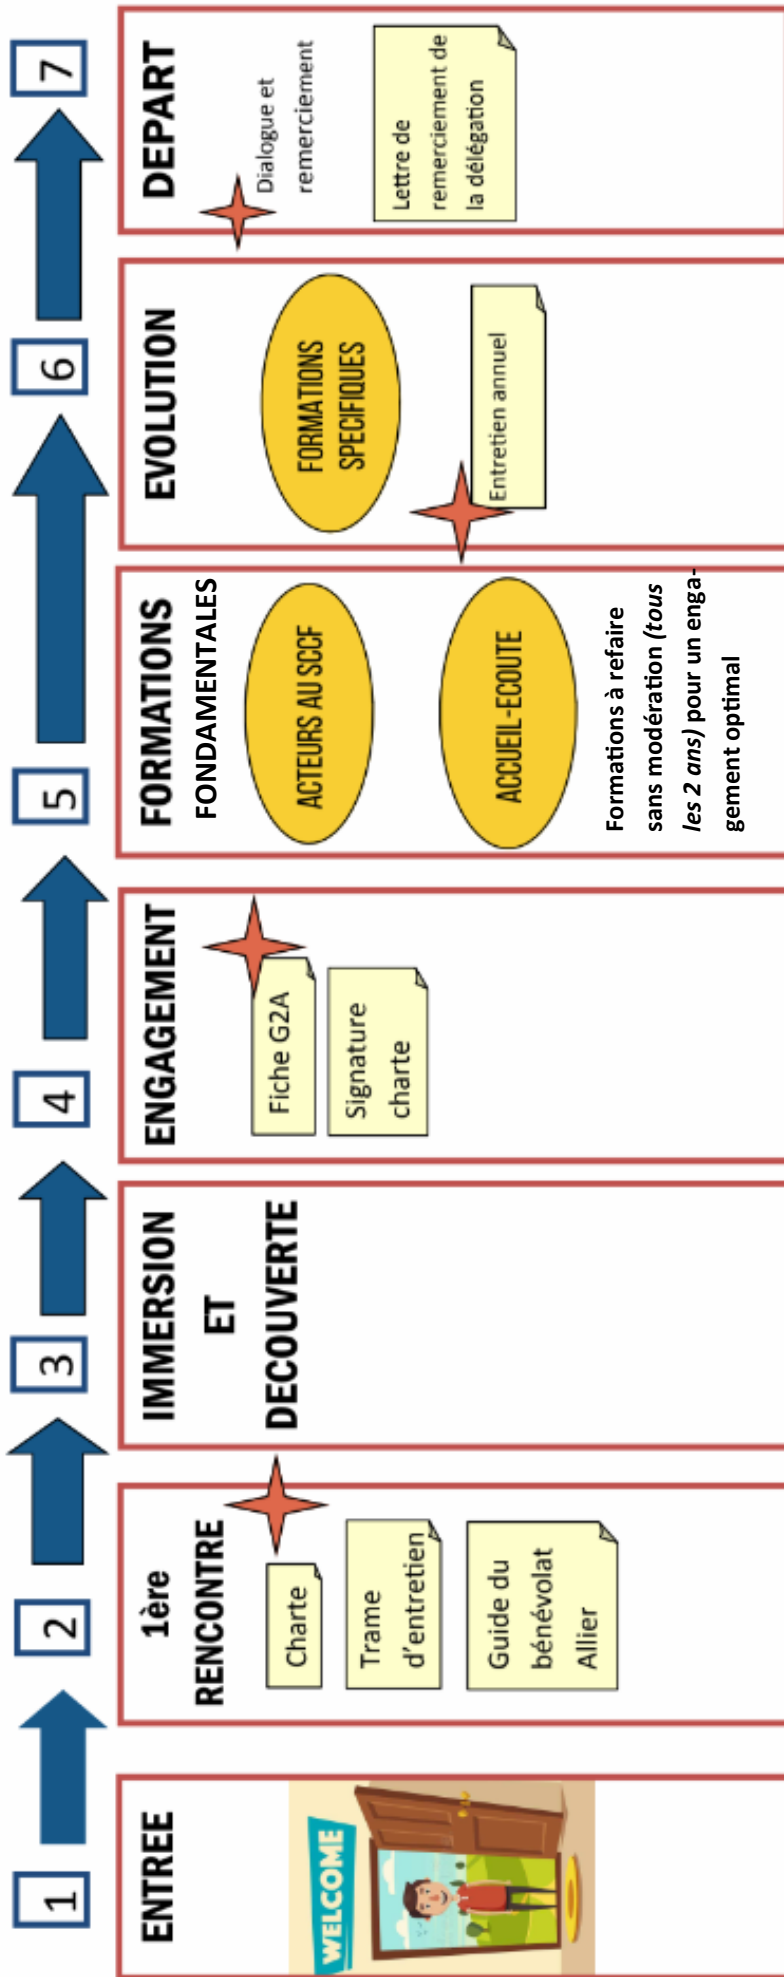 1
ENTREE
WELCOME
2
1ère
RENCONTRE
Charte
Trame
d'entretien
Guide du
bénévolat
Allier
3
IMMERSION
ET
DECOUVERTE
4
ENGAGEMENT
Fiche G2A
Signature
charte
5
FORMATIONS
FONDAMENTALES
ACTEURS AU SCCF
ACCUEIL-ECOUTE
Formations à refaire
sans modération (tous
les 2 ans) pour un enga-
gement optimal
6
EVOLUTION
FORMATIONS
SPECIFIQUES
Entretien annuel
7
DEPART
Dialogue et
remerciement
Lettre de
remerciement de
la délégation